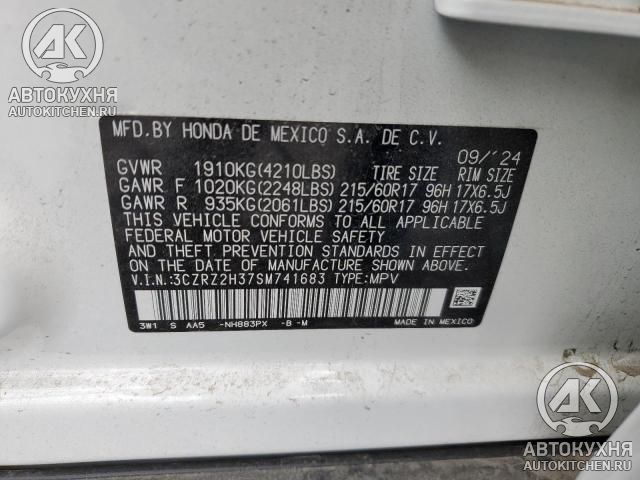 AK
АВТОКУХНЯ
AUTOKITCHEN.RU
MFD.BY HONDA DE MEXICO S.A. DE C.V.
09/'24
GVWR 1910KG(4210LBS) TIRE SIZE RIM SIZE
GAWR F 1020KG(2248LBS) 215/60R17 96H 17X6.5J
GAWR R 935KG(2061LBS) 215/60R17 96H 17X6.5J
THIS VEHICLE CONFORMS TO ALL APPLICABLE
FEDERAL MOTOR VEHICLE SAFETY
AND THEFT PREVENTION STANDARDS IN EFFECT
ON THE DATE OF MANUFACTURE SHOWN ABOVE.
V.I.N.:3CZRZ2H37SM741683 TYPE:MPV
3W1 S AA5 -NH883PX -B -M MADE IN MEXICO
AK
АВТОКУХНЯ
AUTOKITCHEN.RU